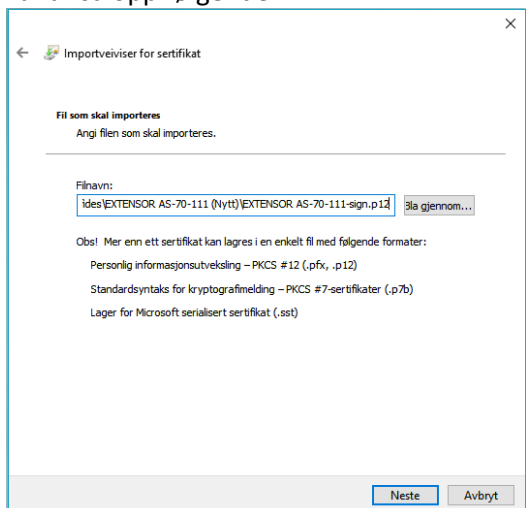 Importveiviser for sertifikat
Fil som skal importeres
Angi filen som skal importeres.
Filnavn:
ides\EXTENSOR AS-70-111 (Nytt)\EXTENSOR AS-70-111-sign.p12
Bla gjennom...
Obs! Mer enn ett sertifikat kan lagres i en enkelt fil med følgende formater:
Personlig informasjonsutveksling – PKCS #12 (.pfx, .p12)
Standardsyntaks for kryptografimelding – PKCS #7-sertifikater (.p7b)
Lager for Microsoft serialisert sertifikat (.sst)
Neste Avbryt